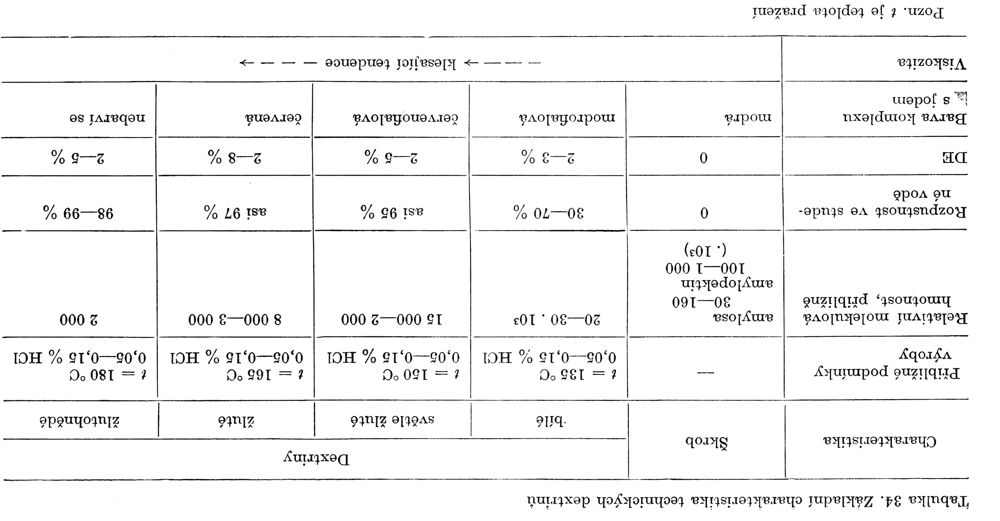 Tabulka 34. Základní charakteristika technických dextrinů
Charakteristika
Škrob
Dextriny
bílé
světle žluté
žluté
žlutohnědé
Přibližné podmínky
výroby
—
t = 135 °C
0,05—0,15 % HCl
t = 150 °C
0,05—0,15 % HCl
t = 165 °C
0,05—0,15 % HCl
t = 180 °C
0,05—0,15 % HCl
Relativní molekulová
hmotnost, přibližně
amylosa
30—160
amylopektin
100—1 000
(. 10³)
20—30 . 10³
15 000—2 000
8 000—3 000
2 000
Rozpustnost ve stude-
né vodě
0
30—70 %
asi 95 %
asi 97 %
98—99 %
DE
0
2—3 %
2—5 %
2—8 %
2—5 %
Barva komplexu
s jodem
modrá
modrofialová
červenofialová
červená
nebarví se
Viskozita
— — — → klesající tendence — — — — →
Pozn. t je teplota pražení